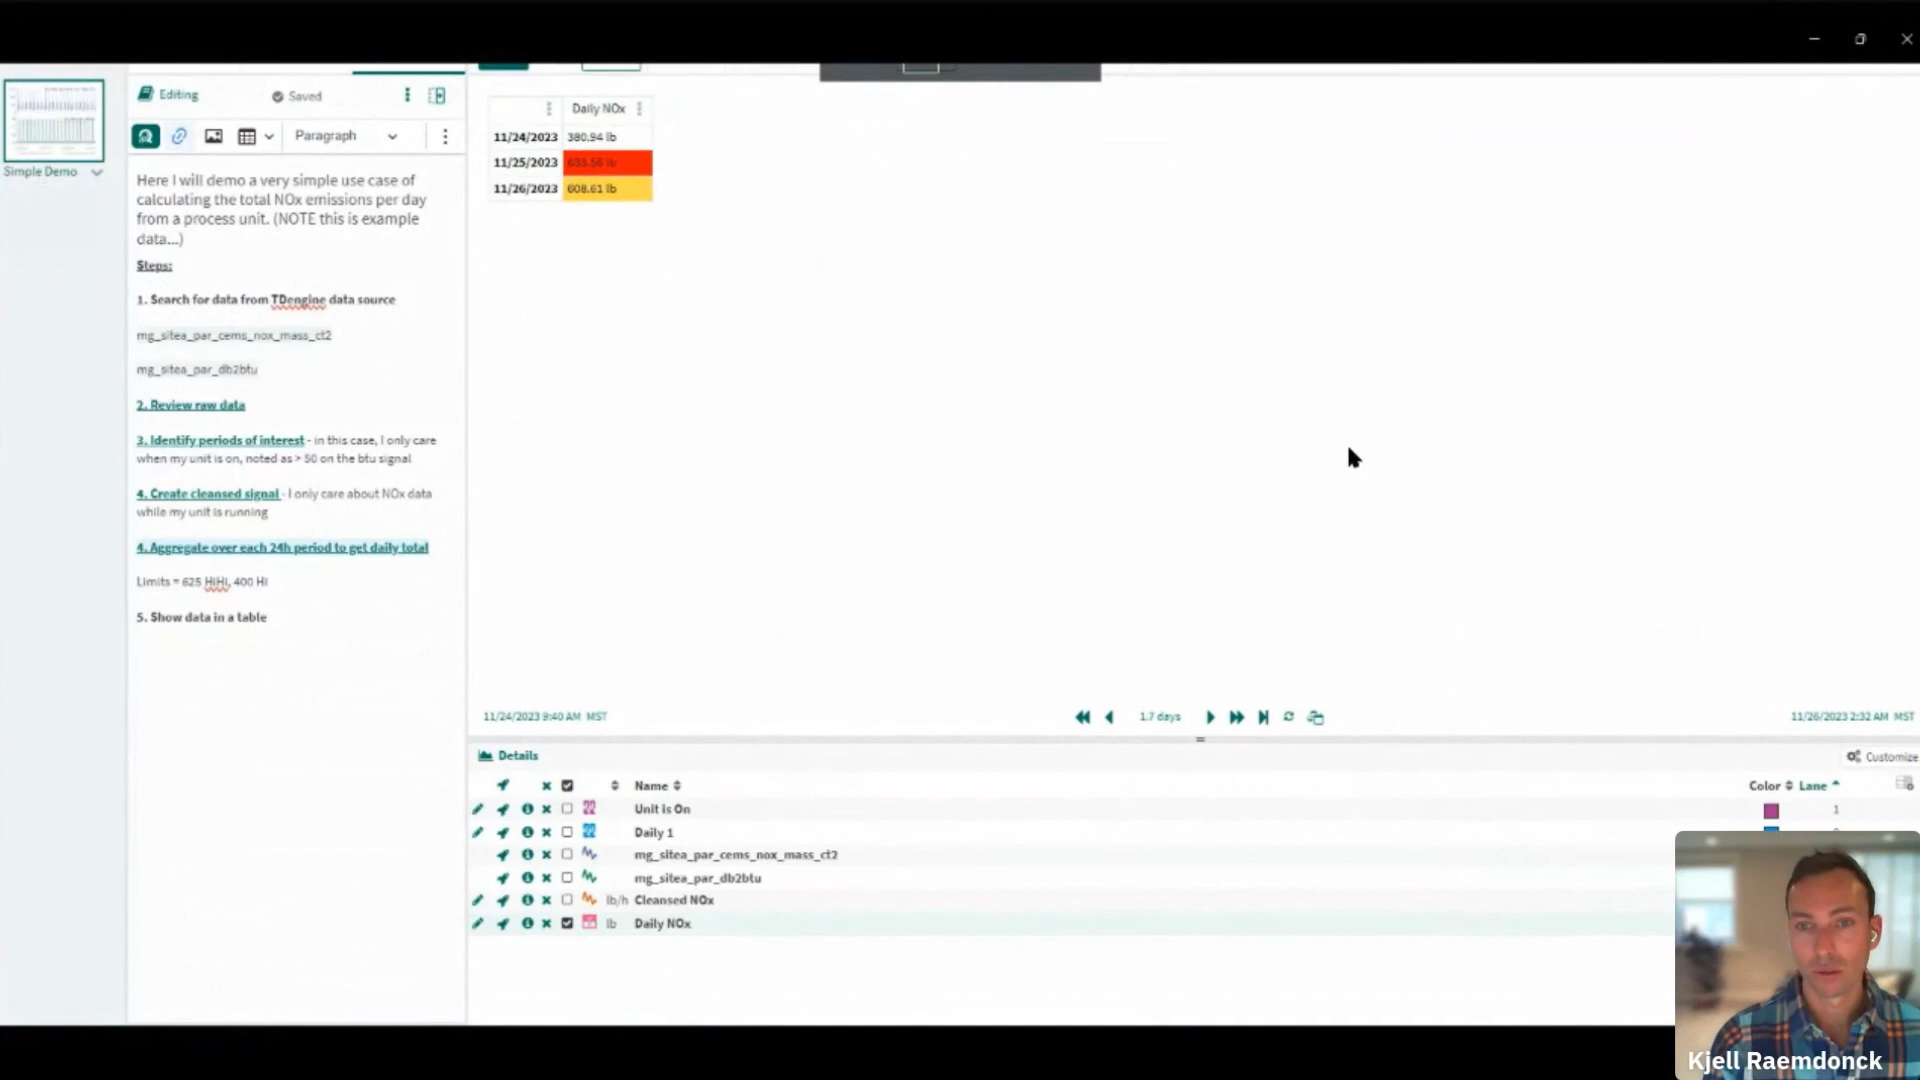 Editing
Saved
Paragraph
Simple Demo
Here I will demo a very simple use case of
calculating the total NOx emissions per day
from a process unit. (NOTE this is example
data...)
Steps:
1. Search for data from TDengine data source
mg_sitea_par_cems_nox_mass_ct2
mg_sitea_par_db2btu
2. Review raw data
3. Identify periods of interest - in this case, I only care
when my unit is on, noted as > 50 on the btu signal
4. Create cleansed signal - I only care about NOx data
while my unit is running
4. Aggregate over each 24h period to get daily total
Limits = 625 HiHi, 400 Hi
5. Show data in a table
Daily NOx
11/24/2023 380.94 lb
11/25/2023
11/26/2023 608.61 lb
11/24/2023 9:40 AM MST
1.7 days
11/26/2023 2:32 AM MST
Details
Customize
Name
Color Lane
Unit is On
1
Daily 1
mg_sitea_par_cems_nox_mass_ct2
mg_sitea_par_db2btu
lb/h Cleansed NOx
lb Daily NOx
Kjell Raemdonck